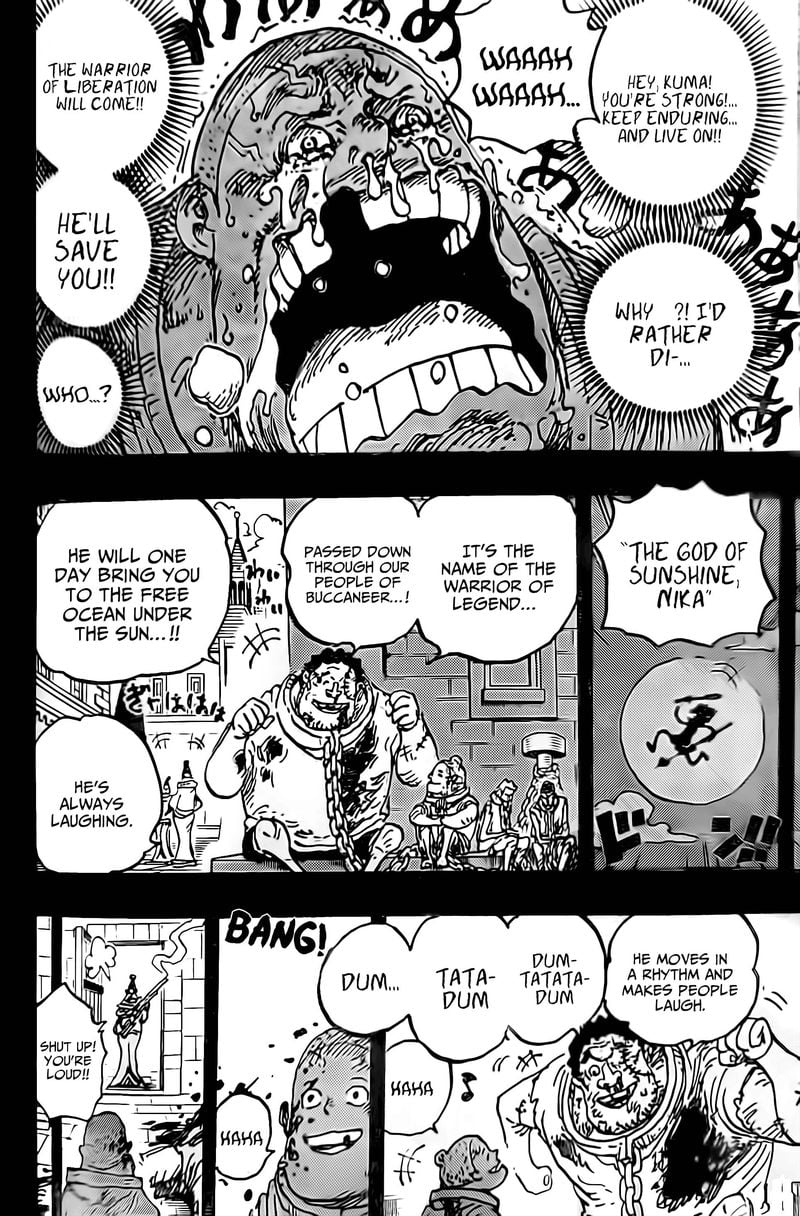 HEY, KUMA!
YOU'RE STRONG!...
KEEP ENDURING...
AND LIVE ON!!
WAAAH
WAAAH...
WHY ?! I'D
RATHER
DI-...
THE WARRIOR
OF LIBERATION
WILL COME!!
HE'LL
SAVE
YOU!!
WHO...?
"THE GOD OF
SUNSHINE,
NIKA"
ドドッ
IT'S THE
NAME OF THE
WARRIOR OF
LEGEND...
PASSED DOWN
THROUGH OUR
PEOPLE OF
BUCCANEER...!
HE WILL ONE
DAY BRING YOU
TO THE FREE
OCEAN UNDER
THE SUN...!!
HE'S
ALWAYS
LAUGHING.
HE MOVES IN
A RHYTHM AND
MAKES PEOPLE
LAUGH.
DUM-
TATATA-
DUM
TATA-
DUM
DUM...
HAHA
HAHA
BANG!
SHUT UP!
YOU'RE
LOUD!!